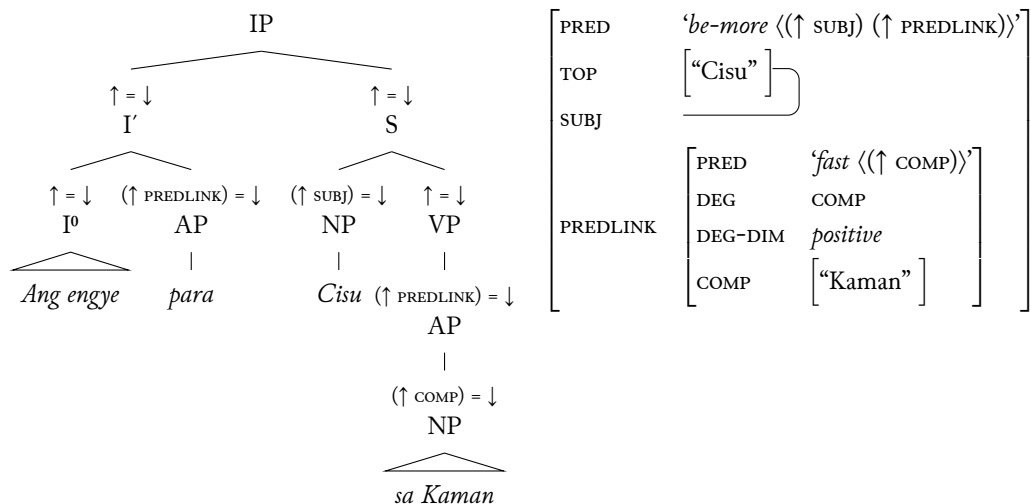 IP
↑ = ↓ ↑ = ↓
I′ S
↑ = ↓ (↑ PREDLINK) = ↓ (↑ SUBJ) = ↓ ↑ = ↓
I⁰ AP NP VP
Ang engye para Cisu (↑ PREDLINK) = ↓
AP
(↑ COMP) = ↓
NP
sa Kaman
PRED ‘be-more ⟨(↑ SUBJ) (↑ PREDLINK)⟩’
TOP [“Cisu”]
SUBJ
PREDLINK
PRED ‘fast ⟨(↑ COMP)⟩’
DEG COMP
DEG-DIM positive
COMP [“Kaman”]